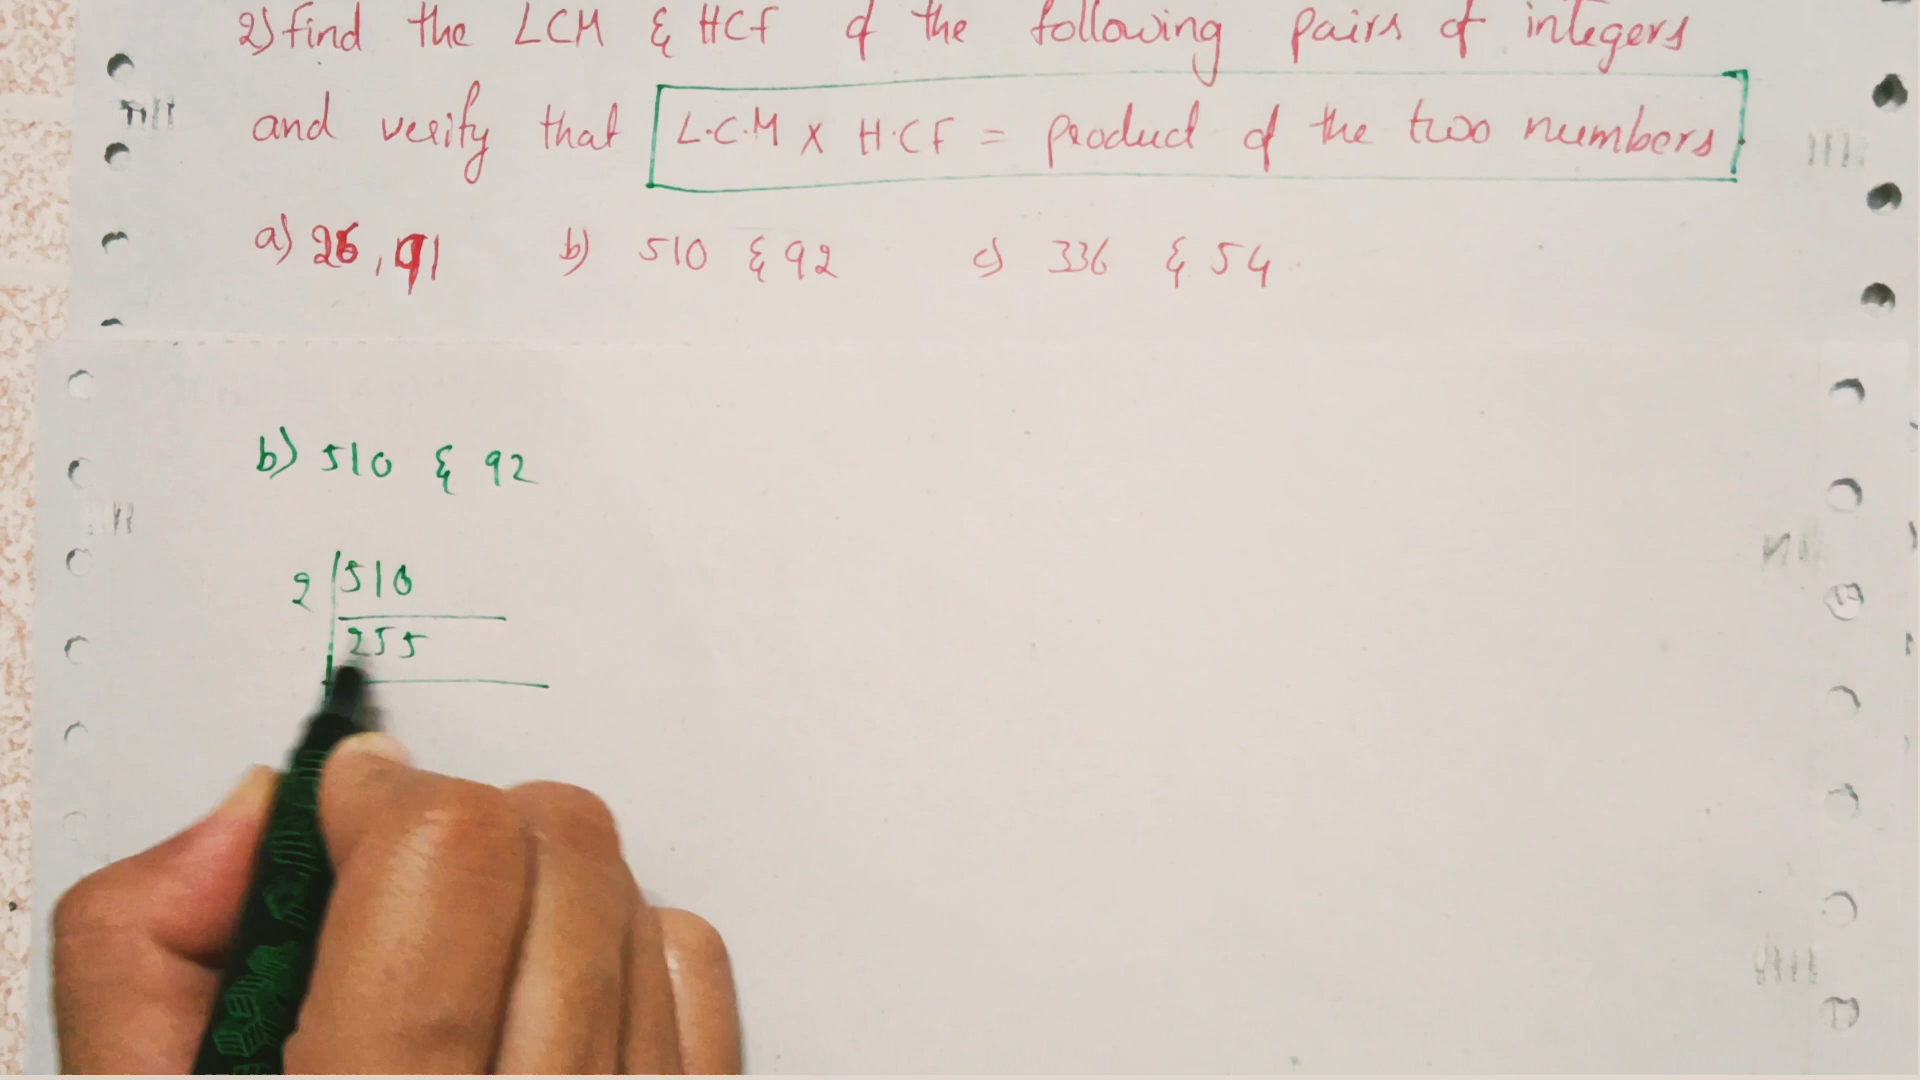 2) find the LCM & HCF of the following pairs of integers
and verify that L.C.M x H.CF = product of the two numbers
a) 26, 91 b) 510 & 92 c) 336 & 54
b) 510 & 92
2 510
255